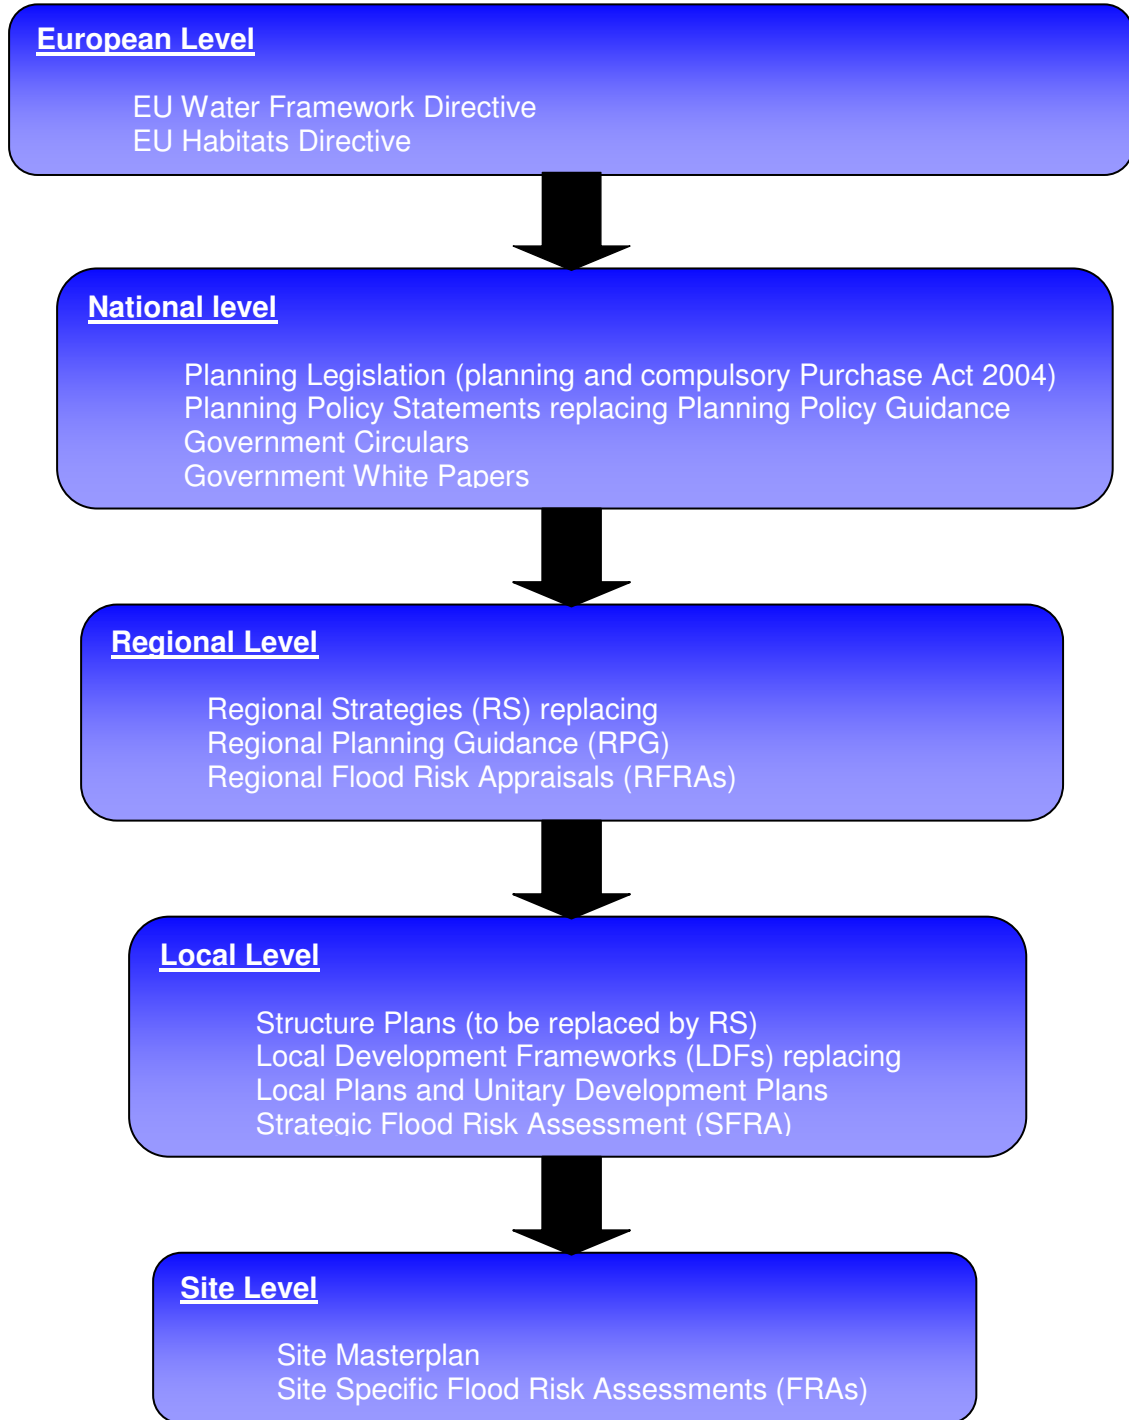 European Level
EU Water Framework Directive
EU Habitats Directive
National level
Planning Legislation (planning and compulsory Purchase Act 2004)
Planning Policy Statements replacing Planning Policy Guidance
Government Circulars
Government White Papers
Regional Level
Regional Strategies (RS) replacing
Regional Planning Guidance (RPG)
Regional Flood Risk Appraisals (RFRAs)
Local Level
Structure Plans (to be replaced by RS)
Local Development Frameworks (LDFs) replacing
Local Plans and Unitary Development Plans
Strategic Flood Risk Assessment (SFRA)
Site Level
Site Masterplan
Site Specific Flood Risk Assessments (FRAs)